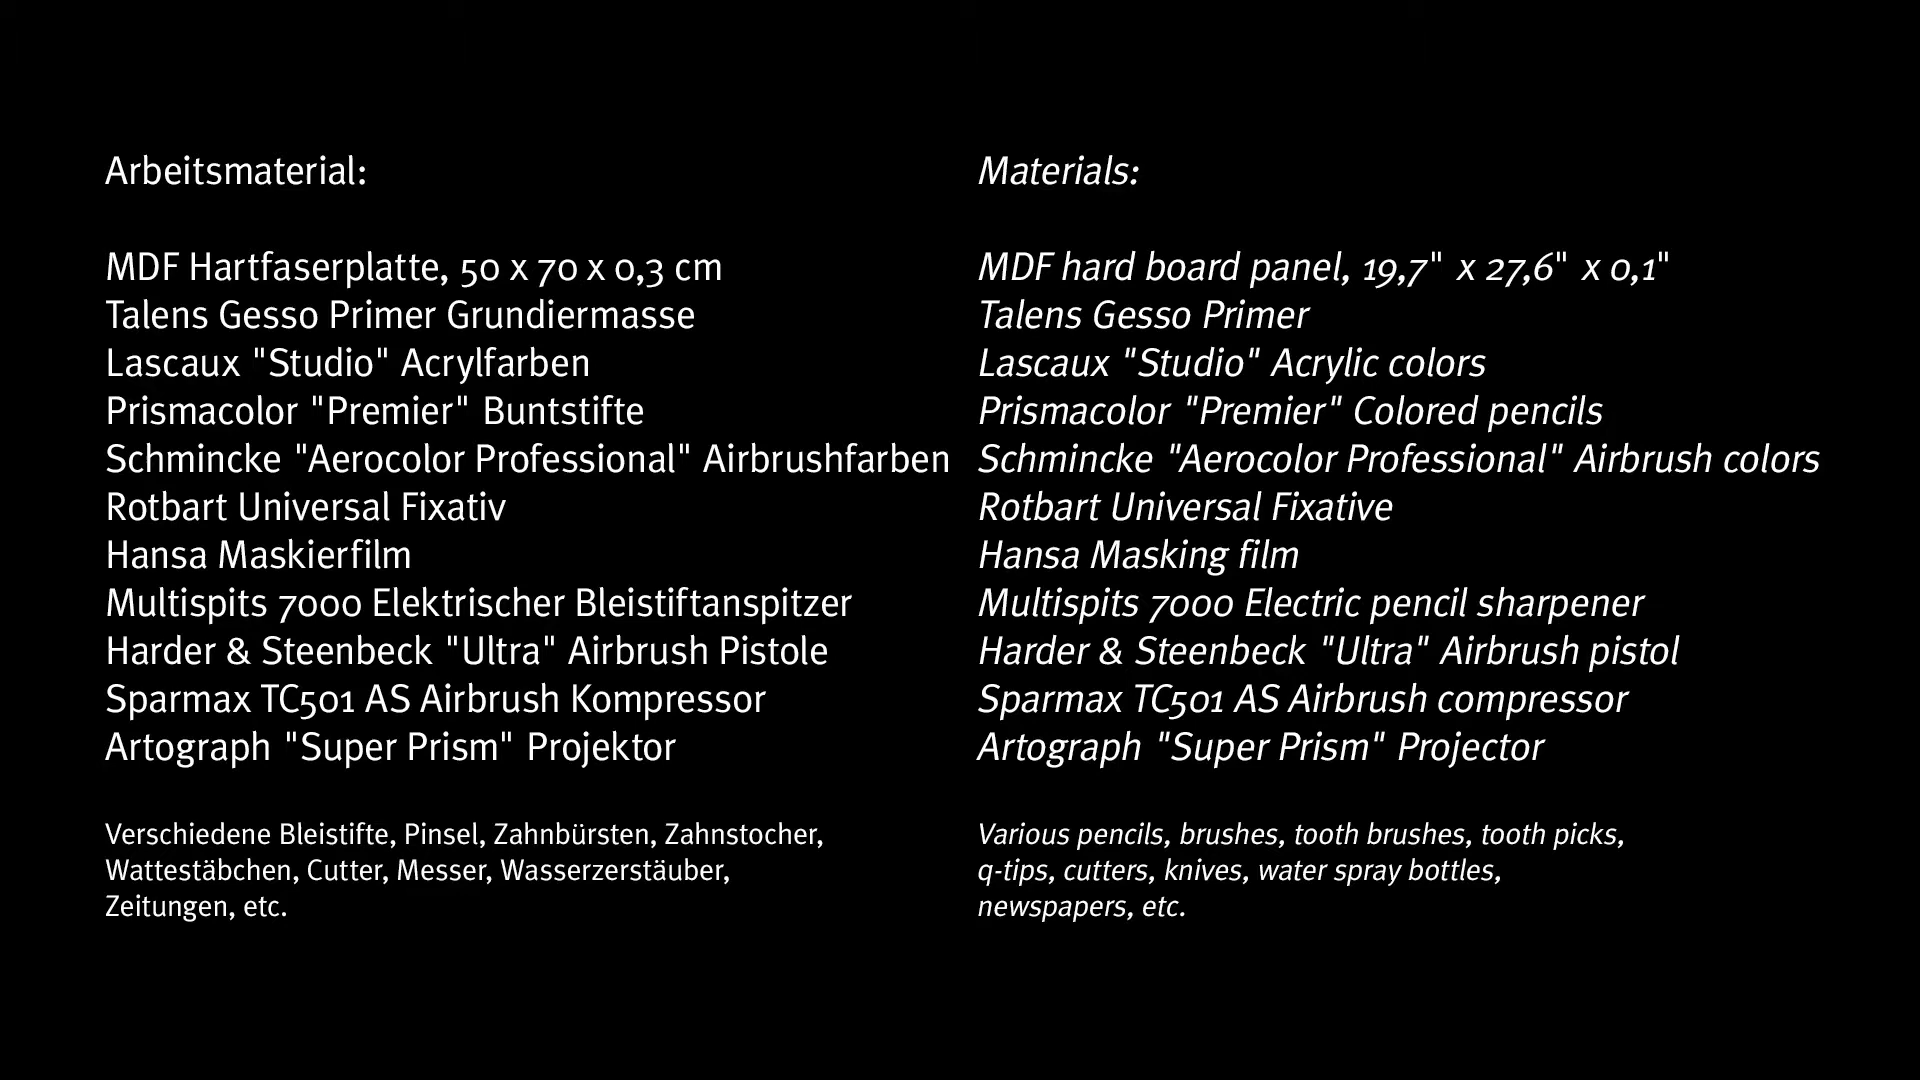 Arbeitsmaterial:
MDF Hartfaserplatte, 50 x 70 x 0,3 cm
Talens Gesso Primer Grundiermasse
Lascaux "Studio" Acrylfarben
Prismacolor "Premier" Buntstifte
Schmincke "Aerocolor Professional" Airbrushfarben
Rotbart Universal Fixativ
Hansa Maskierfilm
Multispits 7000 Elektrischer Bleistiftanspitzer
Harder & Steenbeck "Ultra" Airbrush Pistole
Sparmax TC501 AS Airbrush Kompressor
Artograph "Super Prism" Projektor
Verschiedene Bleistifte, Pinsel, Zahnbürsten, Zahnstocher,
Wattestäbchen, Cutter, Messer, Wasserzerstäuber,
Zeitungen, etc.
Materials:
MDF hard board panel, 19,7" x 27,6" x 0,1"
Talens Gesso Primer
Lascaux "Studio" Acrylic colors
Prismacolor "Premier" Colored pencils
Schmincke "Aerocolor Professional" Airbrush colors
Rotbart Universal Fixative
Hansa Masking film
Multispits 7000 Electric pencil sharpener
Harder & Steenbeck "Ultra" Airbrush pistol
Sparmax TC501 AS Airbrush compressor
Artograph "Super Prism" Projector
Various pencils, brushes, tooth brushes, tooth picks,
q-tips, cutters, knives, water spray bottles,
newspapers, etc.